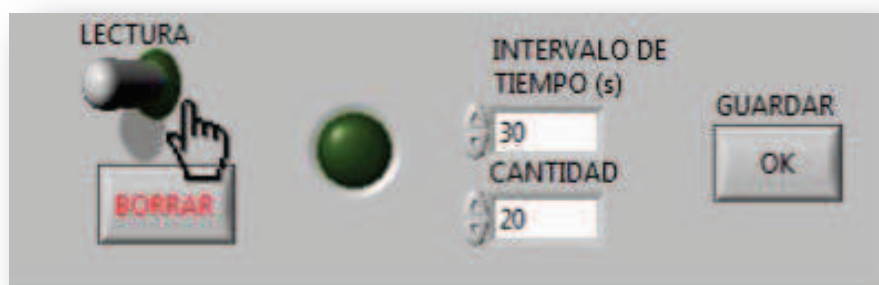 LECTURA
BORRAR
INTERVALO DE
TIEMPO (s)
30
CANTIDAD
20
GUARDAR
OK